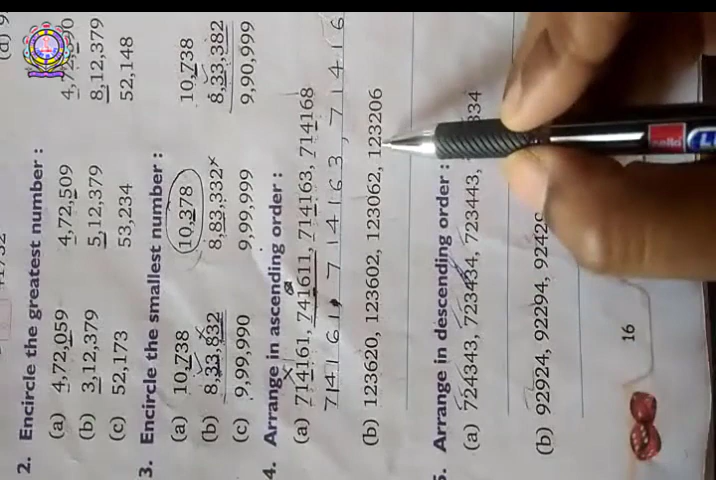 2. Encircle the greatest number :
(a) 4,72,059 4,72,509
(b) 3,12,379 5,12,379 8,12,379
(c) 52,173 53,234 52,148
3. Encircle the smallest number :
(a) 10,738 10,378 10,738
(b) 8,33,832 8,83,332 8,33,382
(c) 9,99,990 9,99,999 9,90,999
4. Arrange in ascending order :
(a) 714161, 741611, 714163, 714168
714161, 714163, 71416
(b) 123620, 123602, 123062, 123206
5. Arrange in descending order :
(a) 724343, 723434, 723443,
(b) 92924, 92294,
16